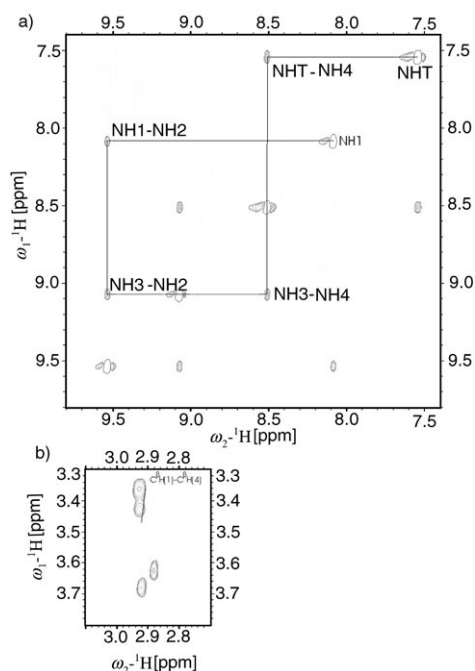 a)
9.5 9.0 8.5 8.0 7.5
7.5 7.5
NHT-NH4 NHT
8.0 8.0
NH1-NH2 NH1
8.5 8.5
9.0 9.0
NH3-NH2 NH3-NH4
9.5 9.5
ω₁-¹H [ppm]
9.5 9.0 8.5 8.0 7.5
ω₂-¹H [ppm]
b)
3.0 2.9 2.8
3.3 3.3
3.4 3.4
3.6 3.6
3.7 3.7
ω₁-¹H [ppm]
3.0 2.9 2.8
ω₂-¹H [ppm]